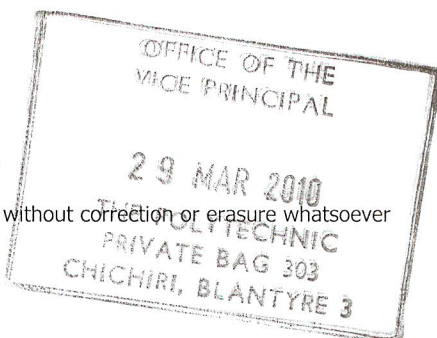 OFFICE OF THE
VICE PRINCIPAL
29 MAR 2010
without correction or erasure whatsoever
THE POLYTECHNIC
PRIVATE BAG 303
CHICHIRI, BLANTYRE 3